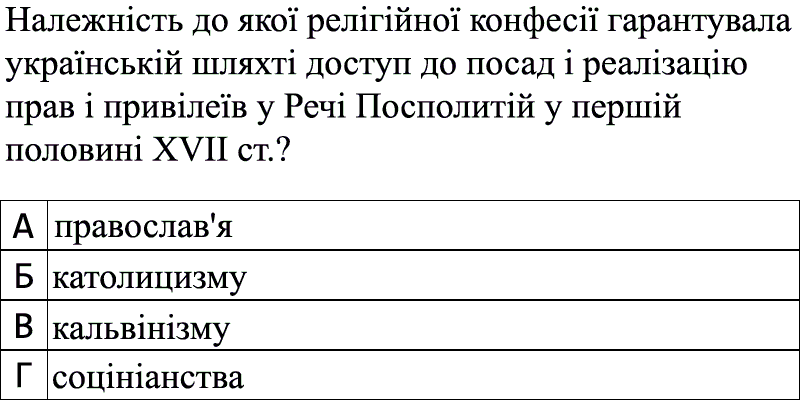 Належність до якої релігійної конфесії гарантувала
українській шляхті доступ до посад і реалізацію
прав і привілеїв у Речі Посполитій у першій
половині XVII ст.?
А православ'я
Б католицизму
В кальвінізму
Г соцініанства